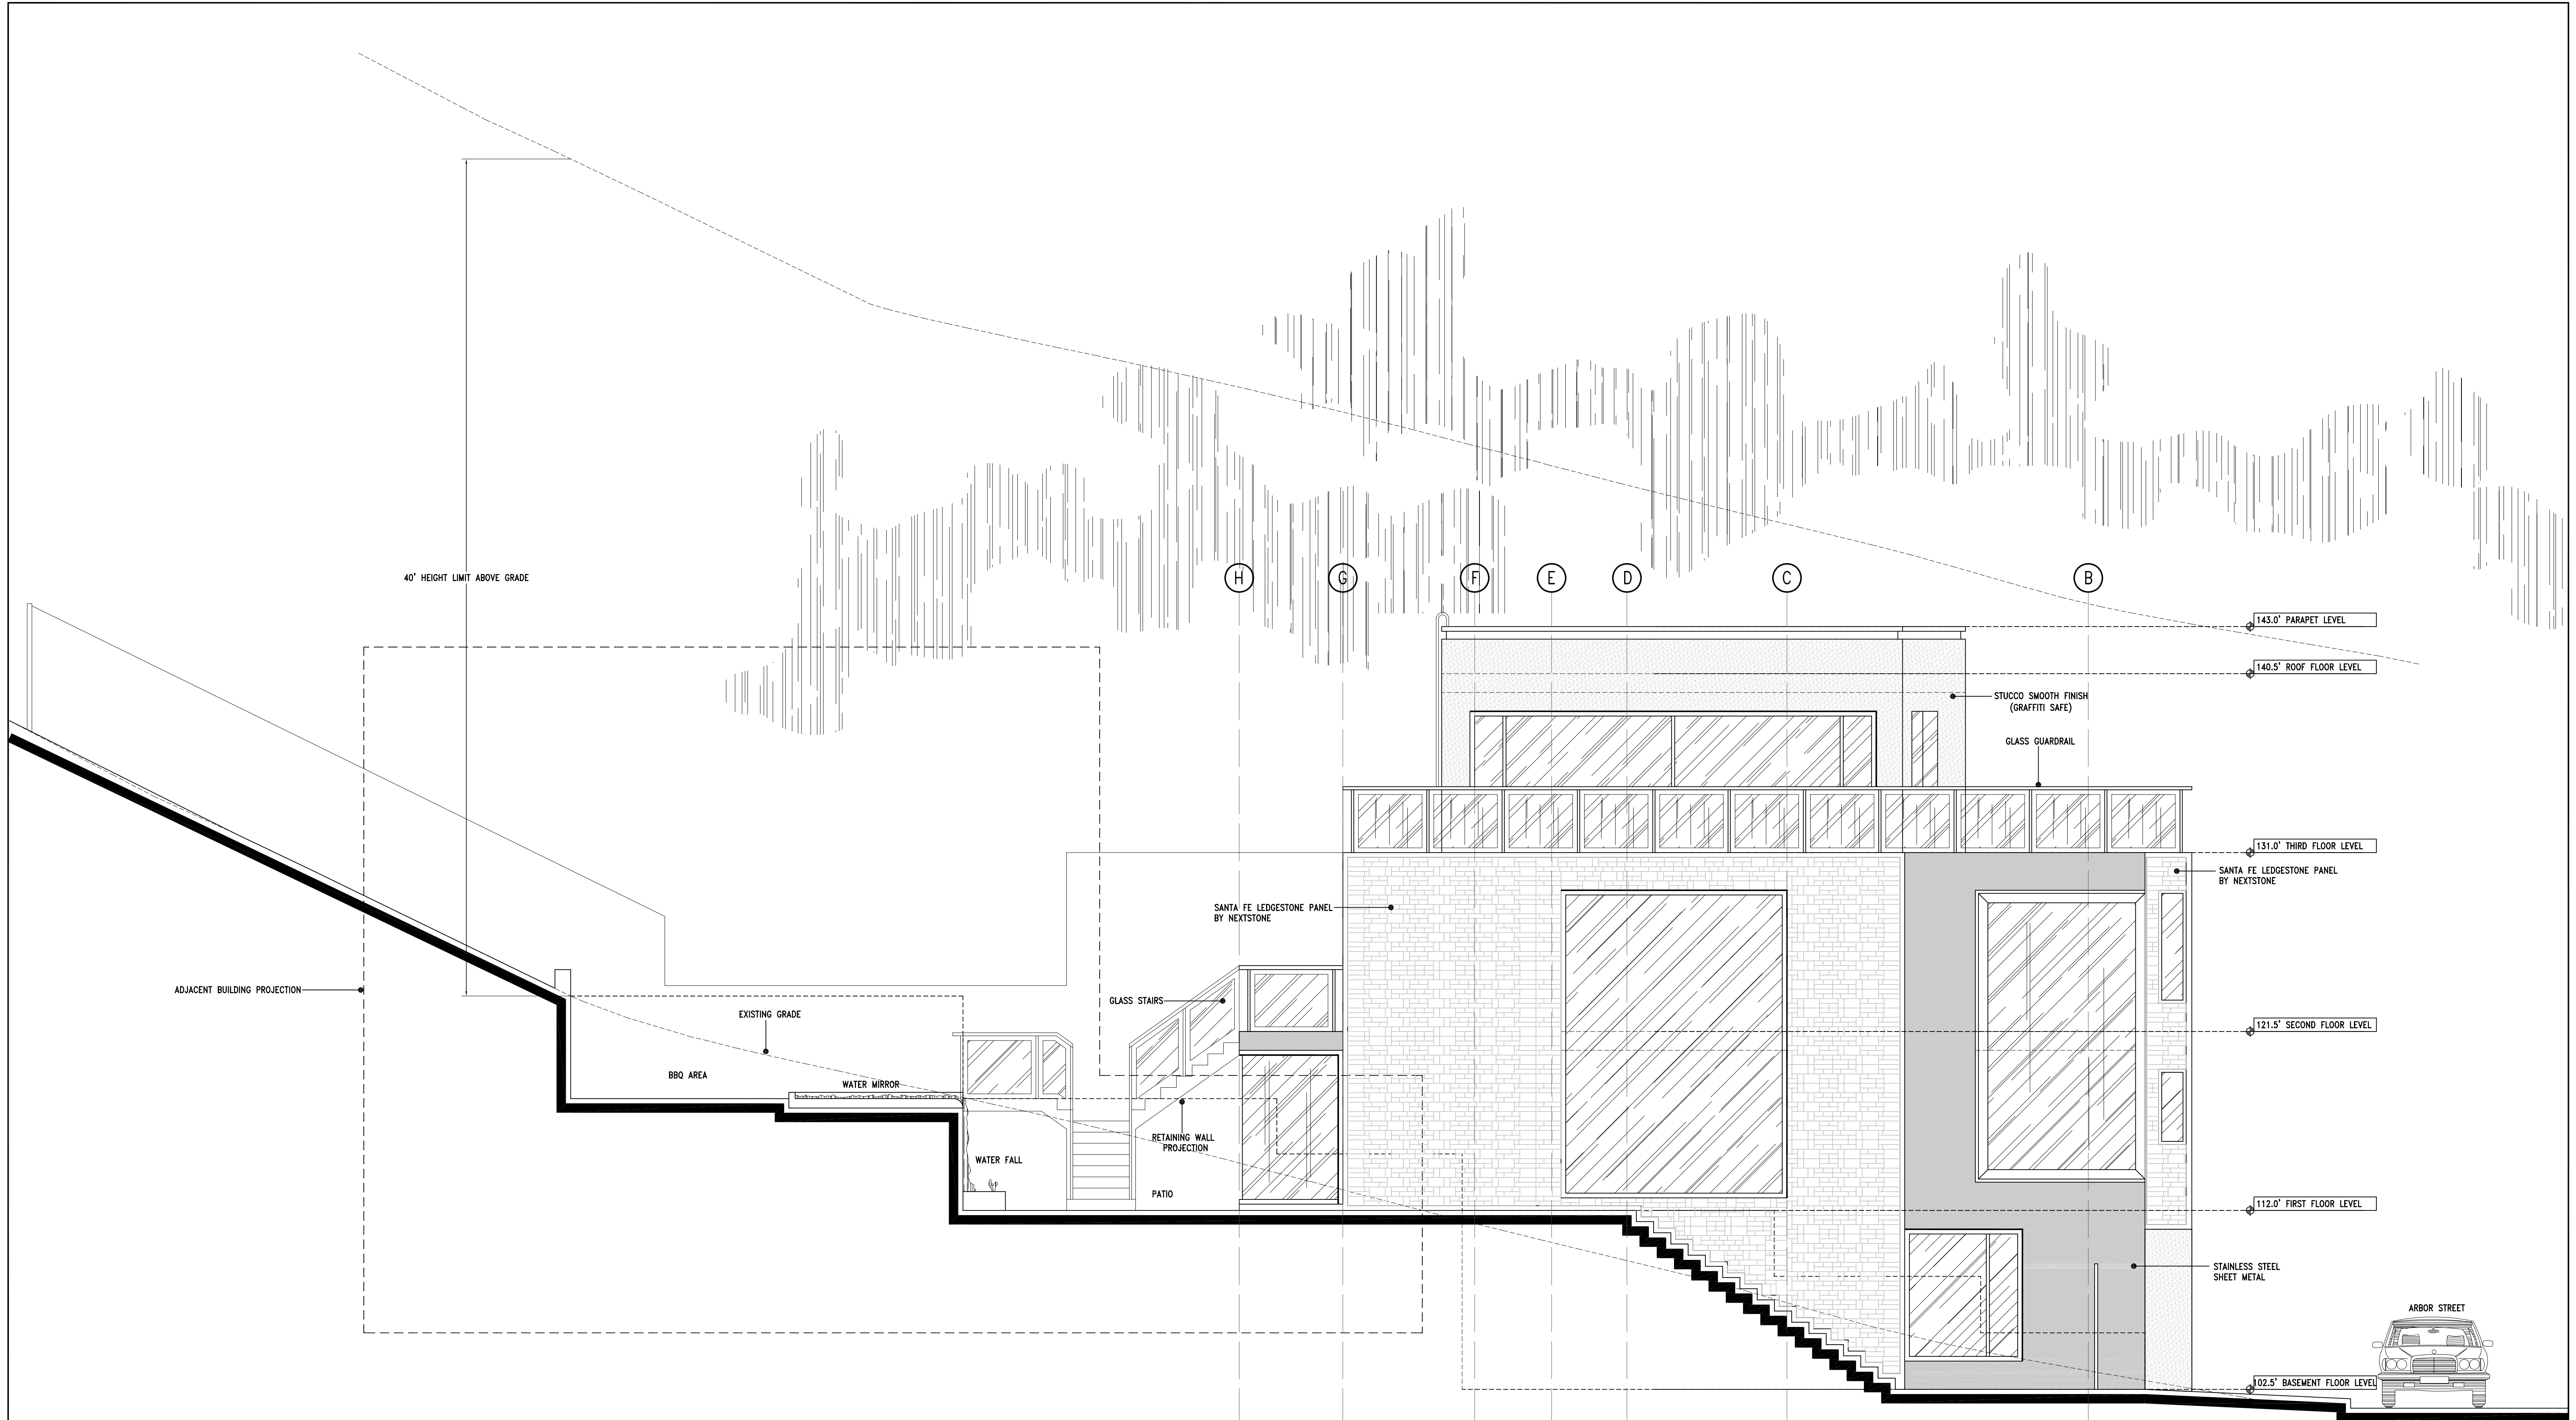 40' HEIGHT LIMIT ABOVE GRADE
H
G
F
E
D
C
B
143.0' PARAPET LEVEL
140.5' ROOF FLOOR LEVEL
STUCCO SMOOTH FINISH
(GRAFFITI SAFE)
GLASS GUARDRAIL
131.0' THIRD FLOOR LEVEL
SANTA FE LEDGESTONE PANEL
BY NEXTSTONE
SANTA FE LEDGESTONE PANEL
BY NEXTSTONE
ADJACENT BUILDING PROJECTION
GLASS STAIRS
EXISTING GRADE
121.5' SECOND FLOOR LEVEL
BBQ AREA
WATER MIRROR
RETAINING WALL
PROJECTION
WATER FALL
PATIO
112.0' FIRST FLOOR LEVEL
STAINLESS STEEL
SHEET METAL
ARBOR STREET
102.5' BASEMENT FLOOR LEVEL